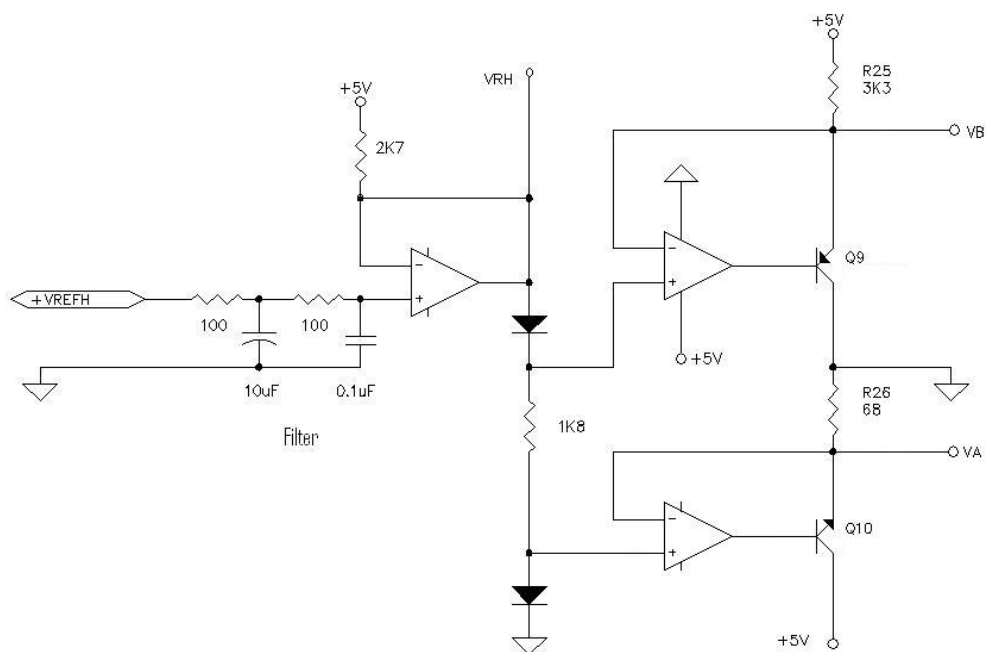 +5V
R25
3K3
VRH
+5V
VB
2K7
−
+
Q9
−
+
+VREFH
100
100
+5V
10uF
0.1uF
R26
68
Filter
1K8
VA
−
+
Q10
+5V